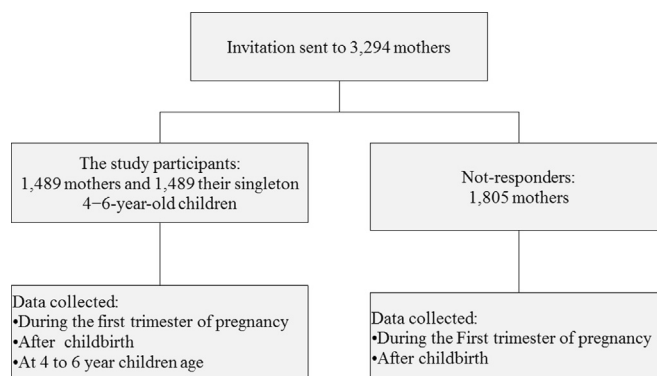 Invitation sent to 3,294 mothers
The study participants:
1,489 mothers and 1,489 their singleton
4−6-year-old children
Not-responders:
1,805 mothers
Data collected:
•During the first trimester of pregnancy
•After childbirth
•At 4 to 6 year children age
Data collected:
•During the First trimester of pregnancy
•After childbirth